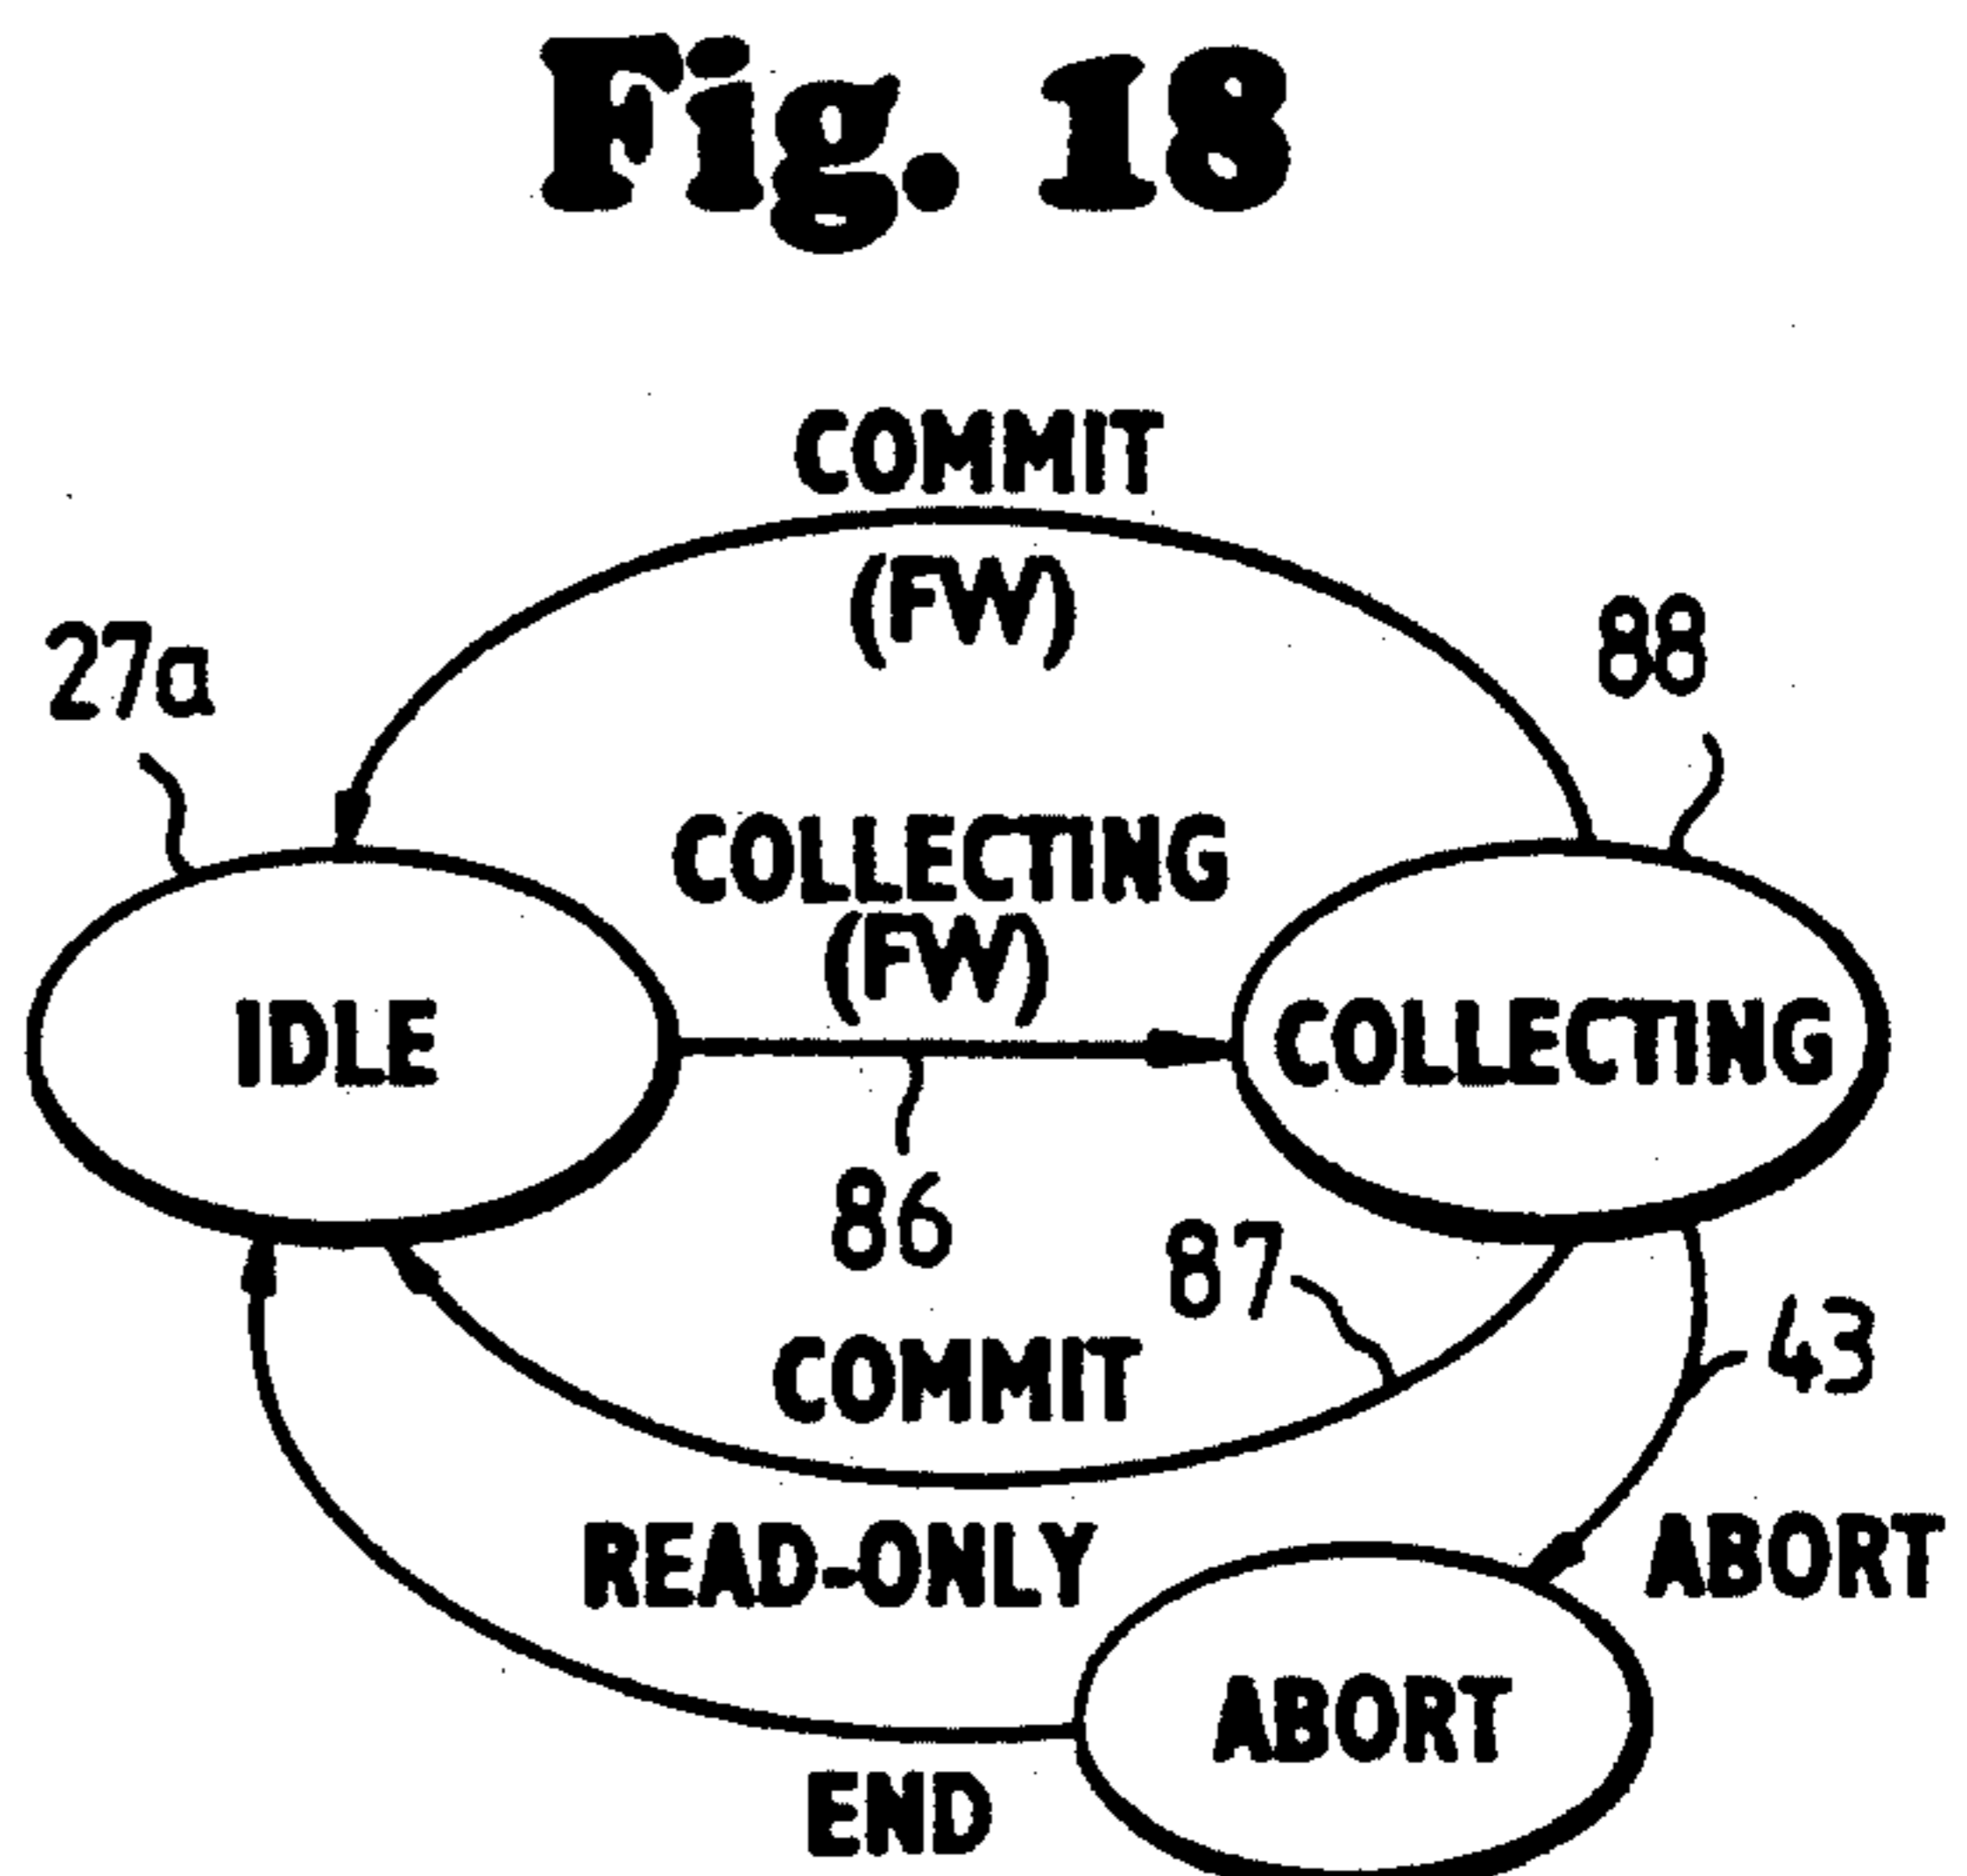 Fig. 18
COMMIT
(FW)
27a
88
COLLECTING
(FW)
IDLE
COLLECTING
86
87
COMMIT
43
READ-ONLY
ABORT
ABORT
END